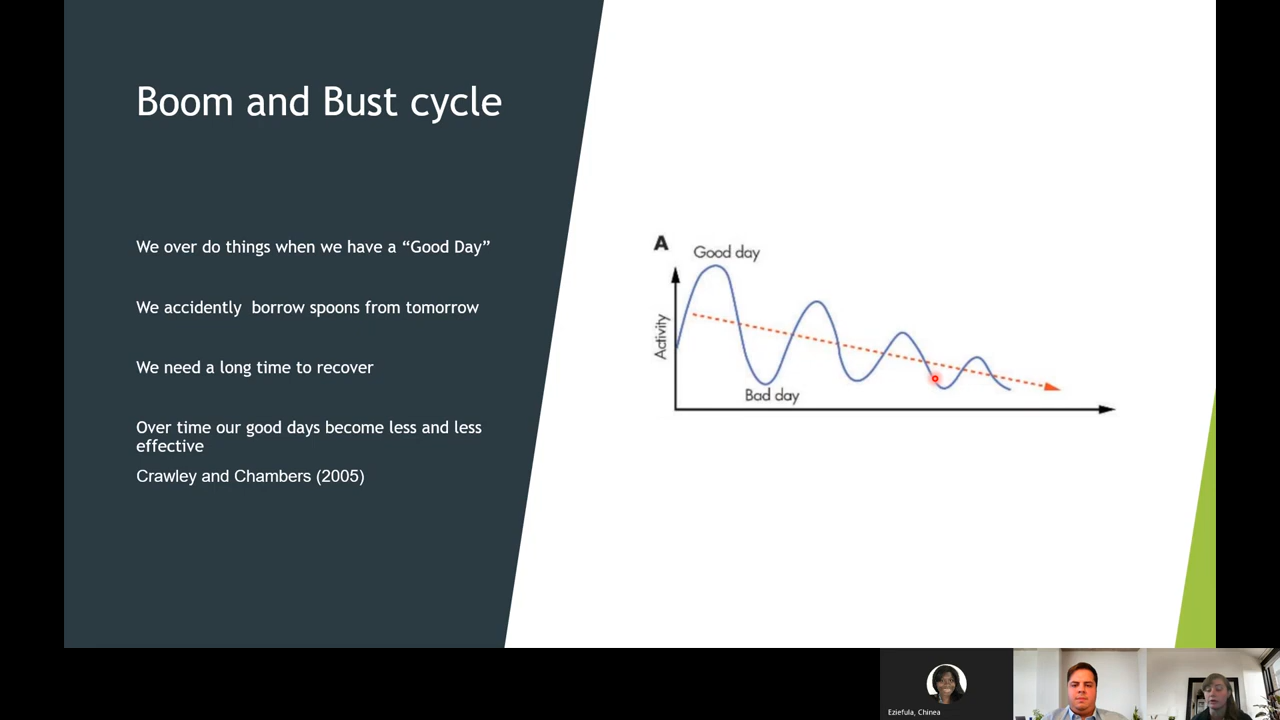 Boom and Bust cycle
We over do things when we have a “Good Day”
We accidently  borrow spoons from tomorrow
We need a long time to recover
Over time our good days become less and less
effective
Crawley and Chambers (2005)
A
Good day
Activity
Bad day
Eziefula, Chinea